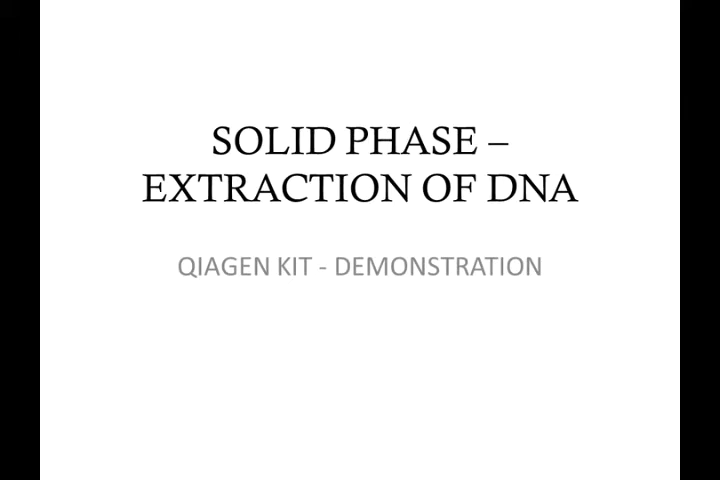 SOLID PHASE –
EXTRACTION OF DNA
QIAGEN KIT - DEMONSTRATION